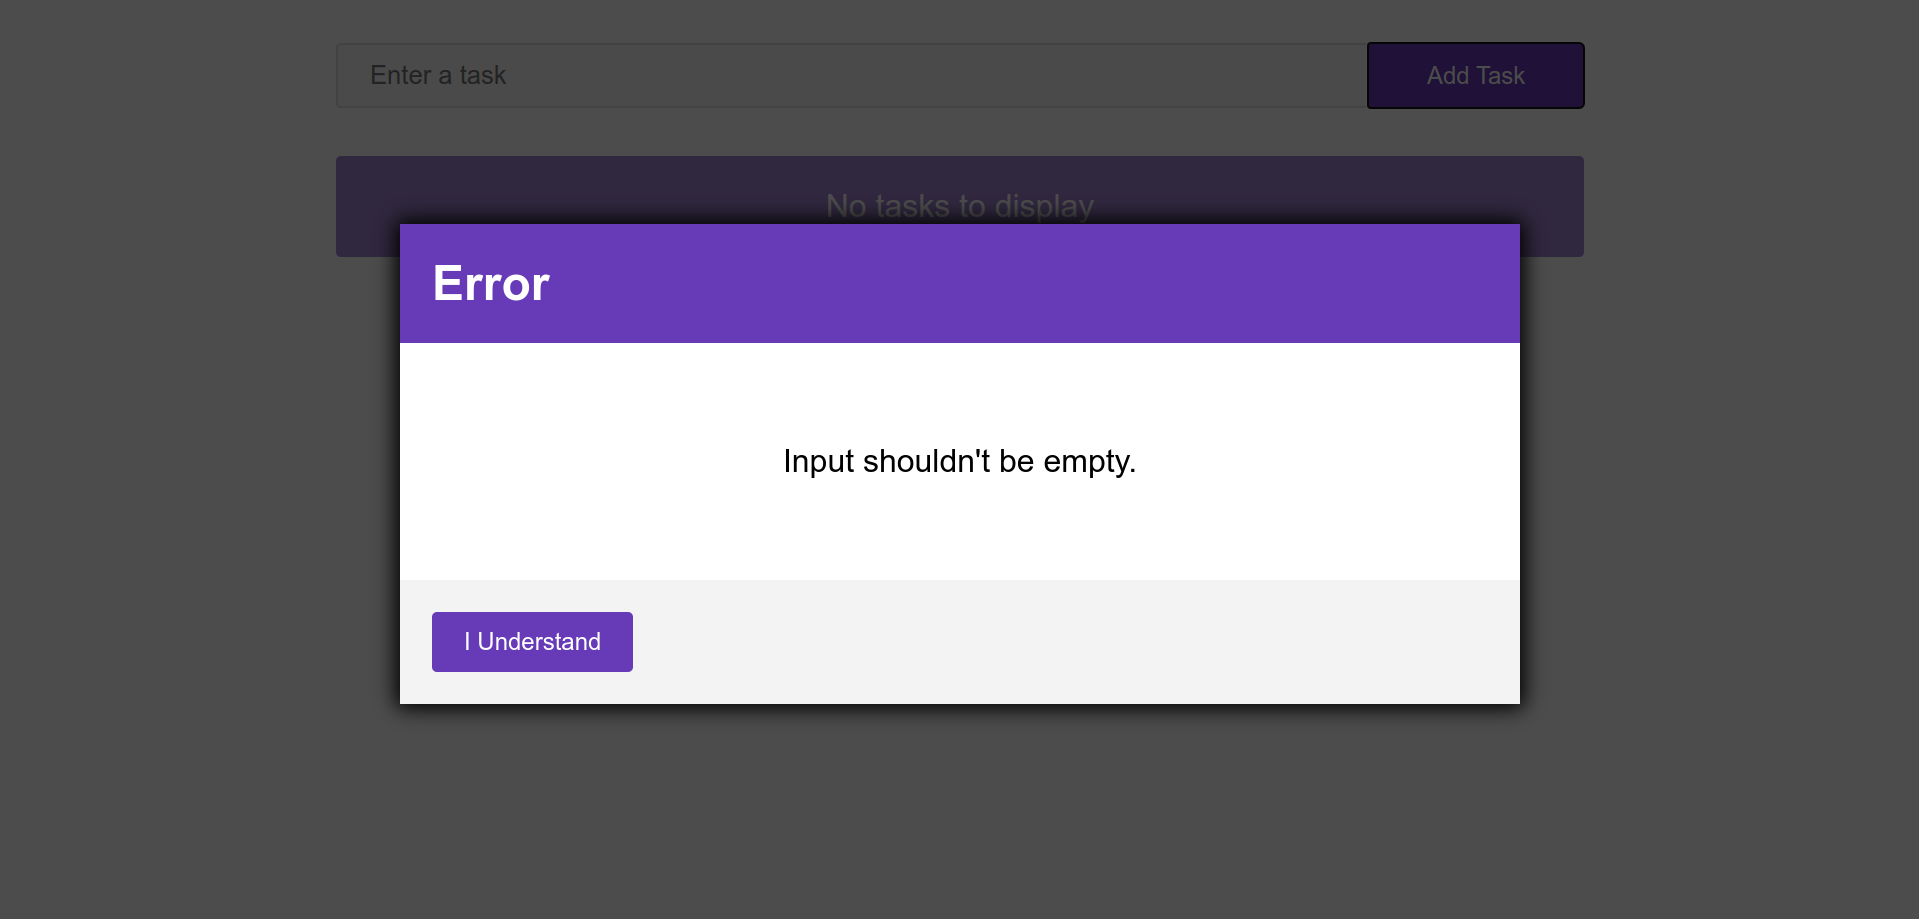 Enter a task
Add Task
No tasks to display
Error
Input shouldn't be empty.
I Understand